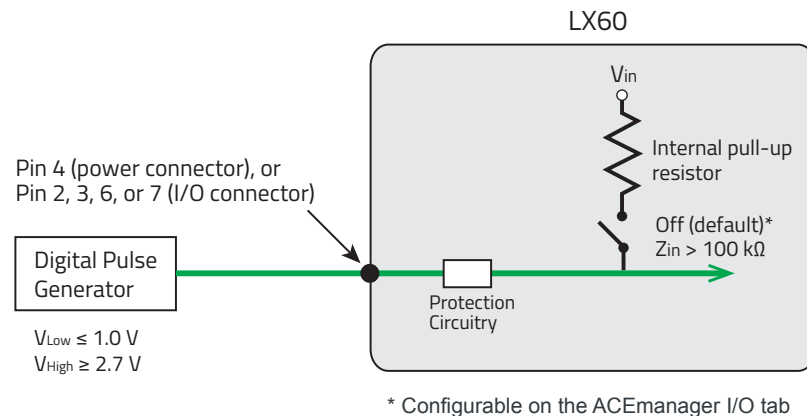 LX60
Vin
Internal pull-up
resistor
Pin 4 (power connector), or
Pin 2, 3, 6, or 7 (I/O connector)
Off (default)*
Zin > 100 kΩ
Digital Pulse
Generator
Protection
Circuitry
VLow ≤ 1.0 V
VHigh ≥ 2.7 V
* Configurable on the ACEmanager I/O tab